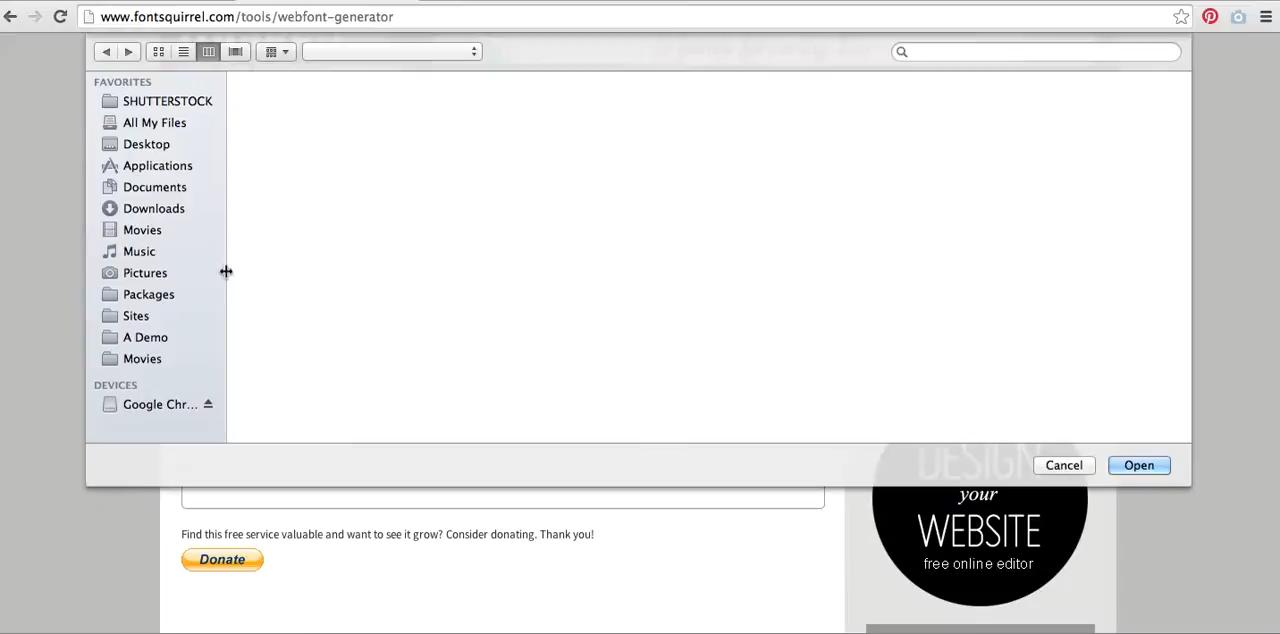 www.fontsquirrel.com/tools/webfont-generator
FAVORITES
SHUTTERSTOCK
All My Files
Desktop
Applications
Documents
Downloads
Movies
Music
Pictures
Packages
Sites
A Demo
Movies
DEVICES
Google Chr...
Cancel
Open
DESIGN
your
WEBSITE
free online editor
Find this free service valuable and want to see it grow? Consider donating. Thank you!
Donate